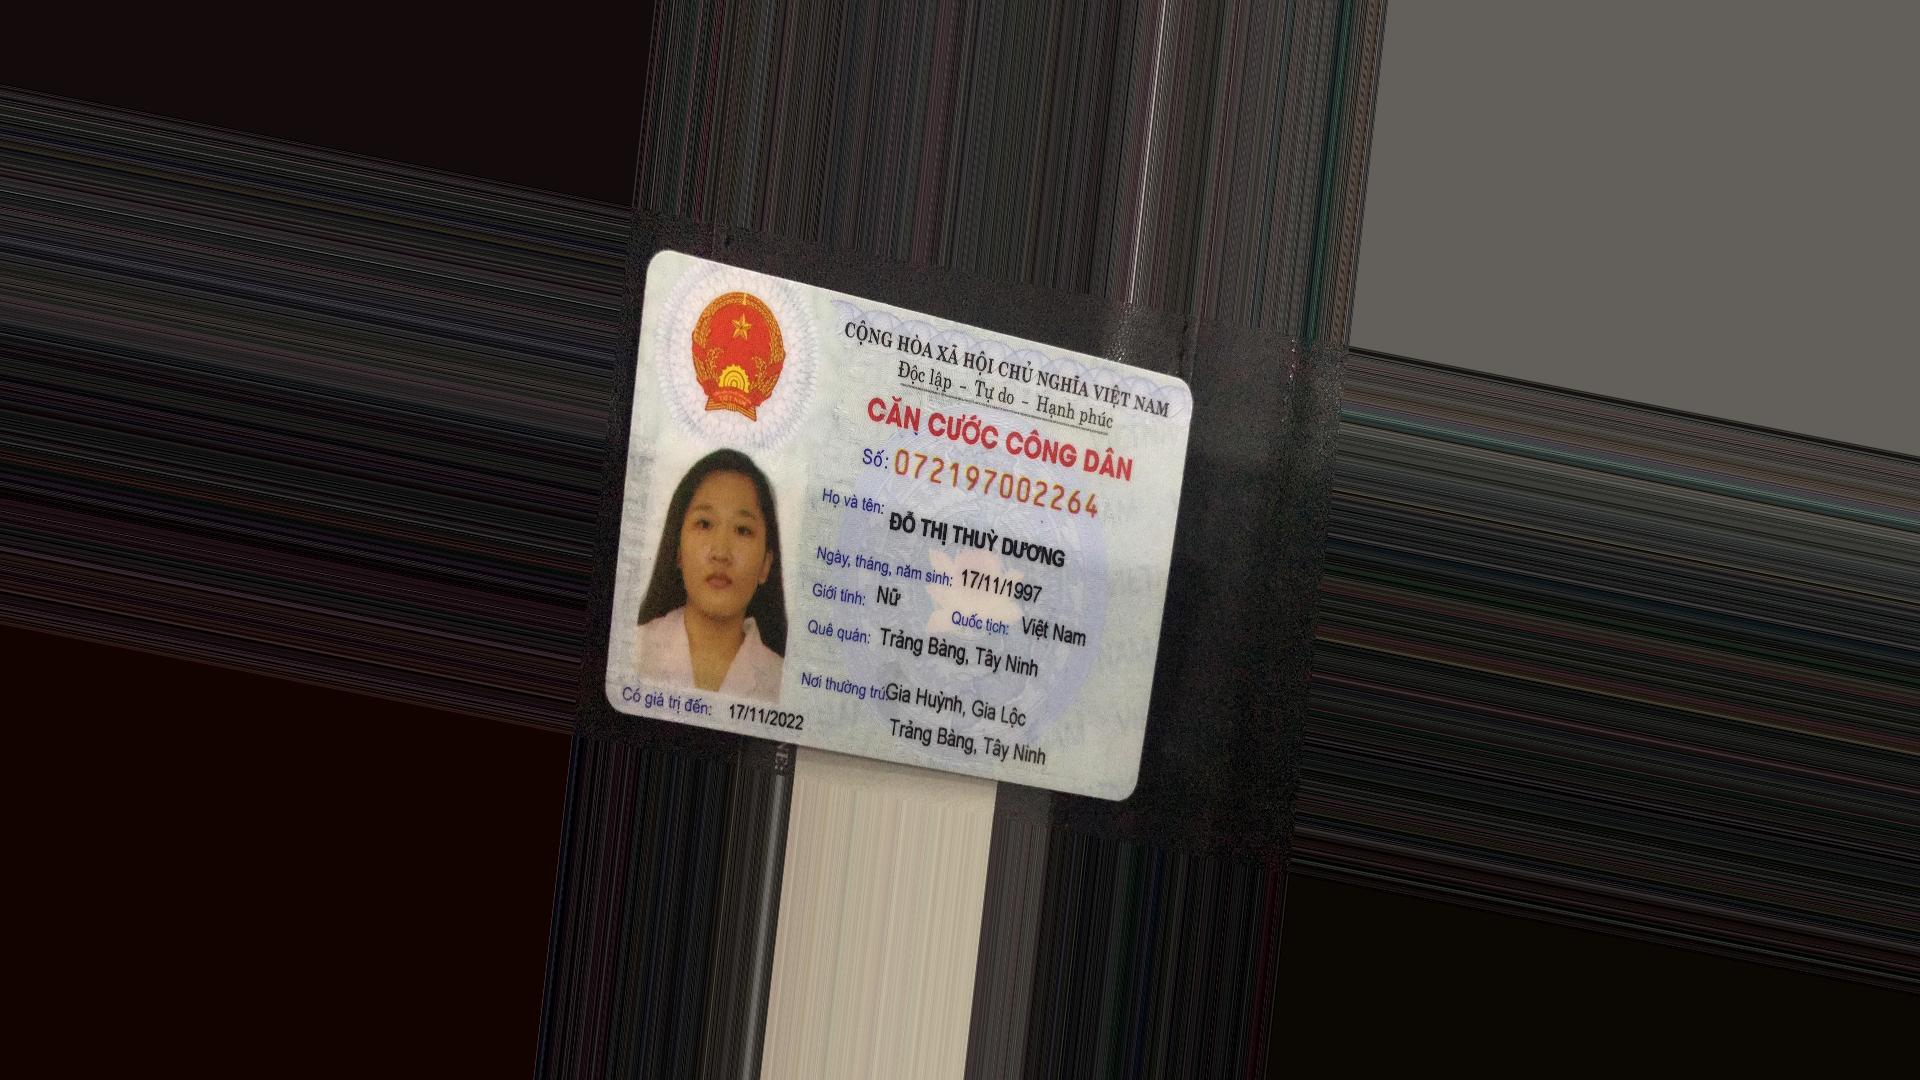 CỘNG HÒA XÃ HỘI CHỦ NGHĨA VIỆT NAM
Độc lập - Tự do - Hạnh phúc
CĂN CƯỚC CÔNG DÂN
Số: 072197002264
Họ và tên: ĐỖ THỊ THUỲ DƯƠNG
Ngày, tháng, năm sinh: 17/11/1997
Giới tính: Nữ Quốc tịch: Việt Nam
Quê quán: Trảng Bàng, Tây Ninh
Nơi thường trú: Gia Huỳnh, Gia Lộc
Trảng Bàng, Tây Ninh
Có giá trị đến: 17/11/2022